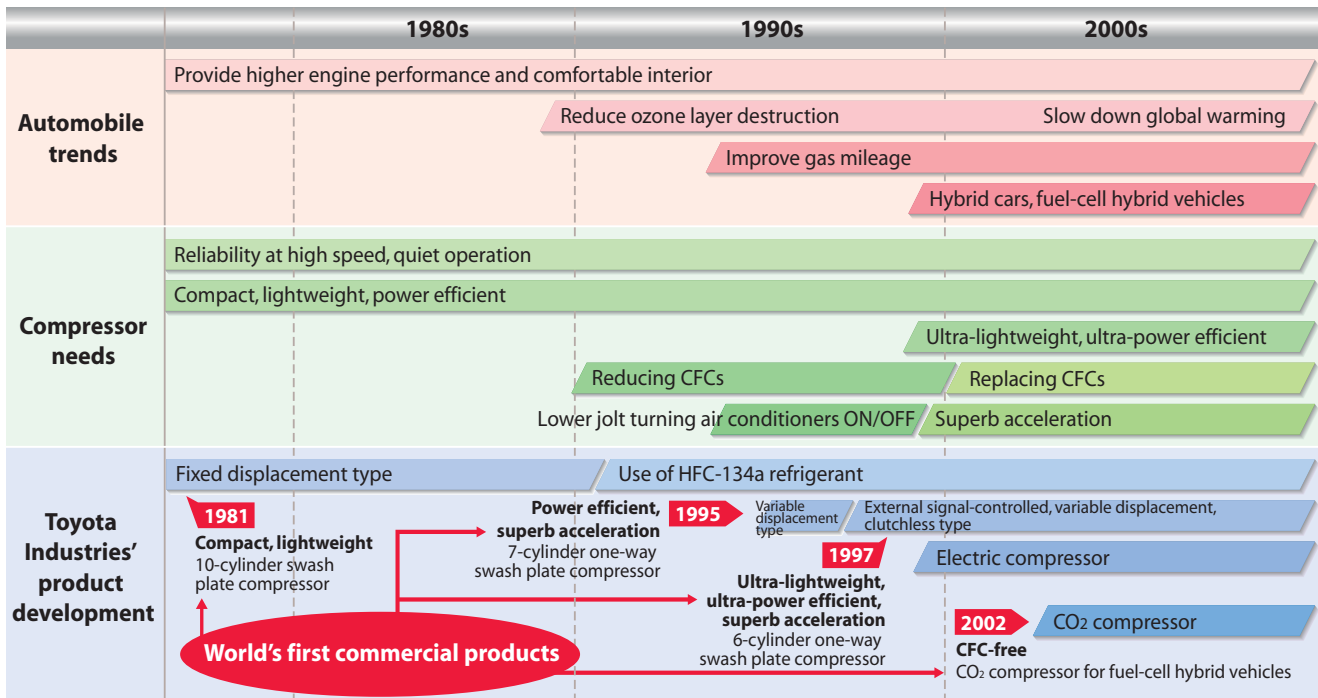 1980s
1990s
2000s
Automobile
trends
Provide higher engine performance and comfortable interior
Reduce ozone layer destruction
Slow down global warming
Improve gas mileage
Hybrid cars, fuel-cell hybrid vehicles
Compressor
needs
Reliability at high speed, quiet operation
Compact, lightweight, power efficient
Ultra-lightweight, ultra-power efficient
Reducing CFCs
Replacing CFCs
Lower jolt turning air conditioners ON/OFF
Superb acceleration
Toyota
Industries’
product
development
Fixed displacement type
Use of HFC-134a refrigerant
1981
Compact, lightweight
10-cylinder swash
plate compressor
Power efficient,
superb acceleration
7-cylinder one-way
swash plate compressor
1995
Variable
displacement
type
External signal-controlled, variable displacement,
clutchless type
1997
Ultra-lightweight,
ultra-power efficient,
superb acceleration
6-cylinder one-way
swash plate compressor
Electric compressor
2002
CFC-free
CO2 compressor for fuel-cell hybrid vehicles
CO2 compressor
World’s first commercial products